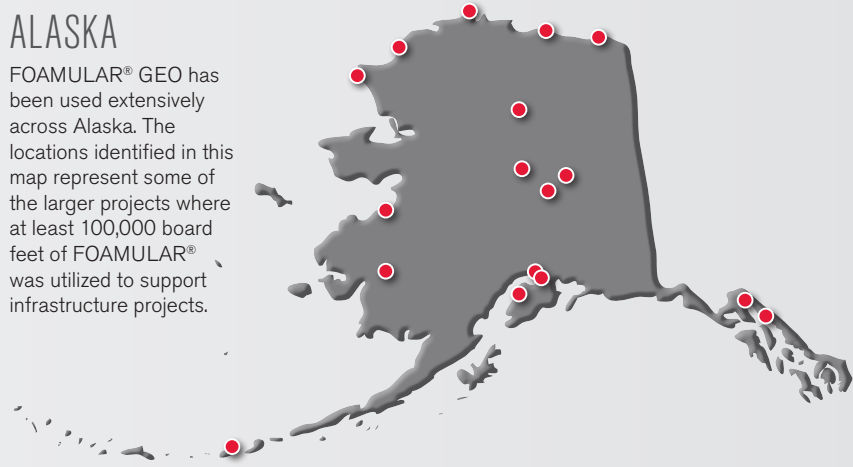 ALASKA
FOAMULAR® GEO has
been used extensively
across Alaska. The
locations identified in this
map represent some of
the larger projects where
at least 100,000 board
feet of FOAMULAR®
was utilized to support
infrastructure projects.